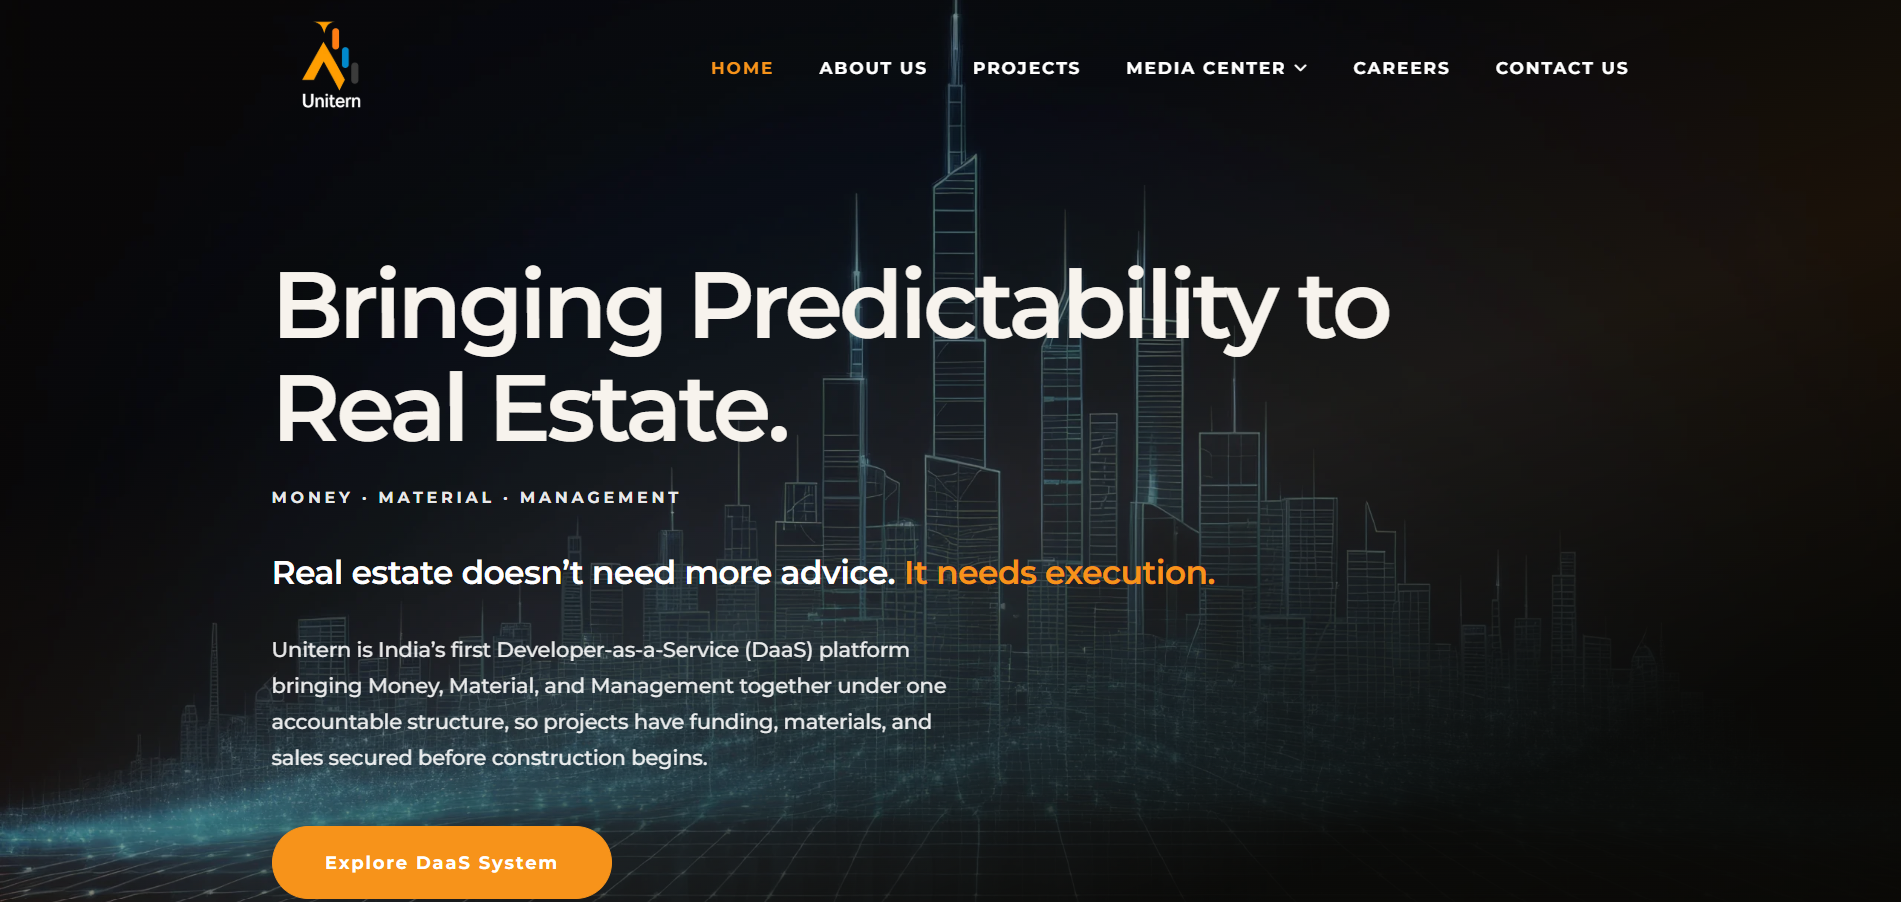 Unitern
HOME ABOUT US PROJECTS MEDIA CENTER CAREERS CONTACT US
Bringing Predictability to
Real Estate.
MONEY · MATERIAL · MANAGEMENT
Real estate doesn’t need more advice. It needs execution.
Unitern is India’s first Developer-as-a-Service (DaaS) platform
bringing Money, Material, and Management together under one
accountable structure, so projects have funding, materials, and
sales secured before construction begins.
Explore DaaS System